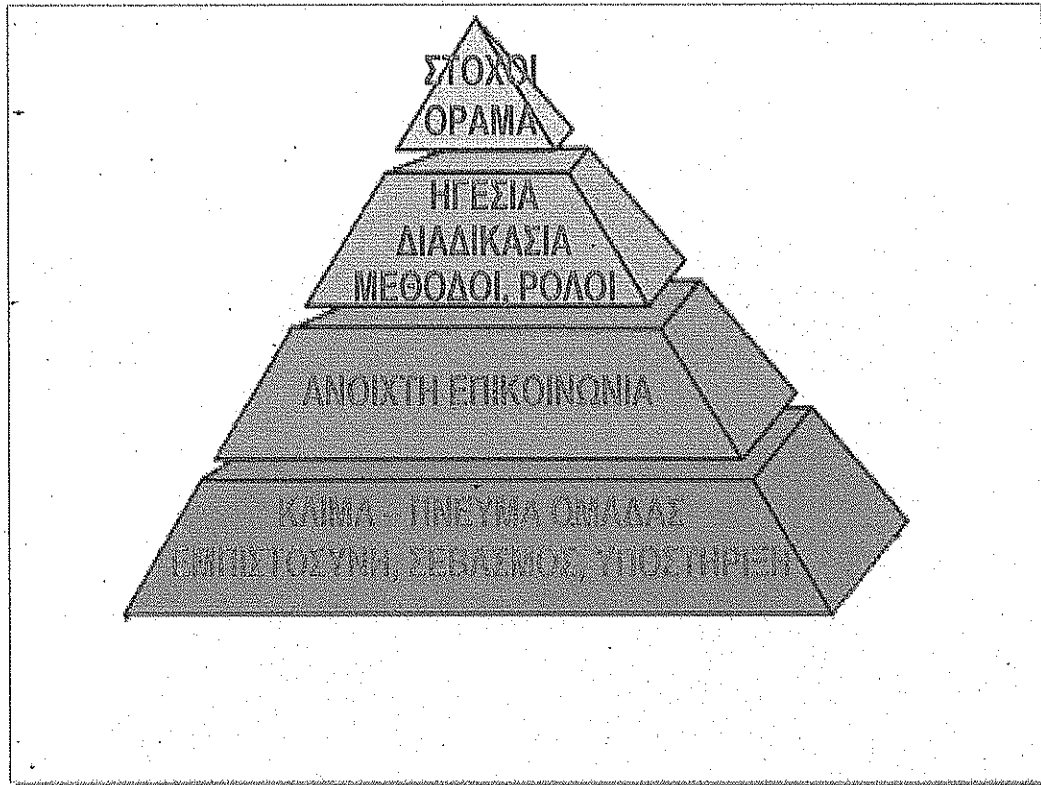 ΣΤΟΧΟΙ
ΟΡΑΜΑ
ΗΓΕΣΙΑ
ΔΙΑΔΙΚΑΣΙΑ
ΜΕΘΟΔΟΙ, ΡΟΛΟΙ
ΑΝΟΙΧΤΗ ΕΠΙΚΟΙΝΩΝΙΑ
ΚΛΙΜΑ - ΠΝΕΥΜΑ ΟΜΑΔΑΣ
ΕΜΠΙΣΤΟΣΥΝΗ, ΣΕΒΑΣΜΟΣ, ΥΠΟΣΤΗΡΙΞΗ